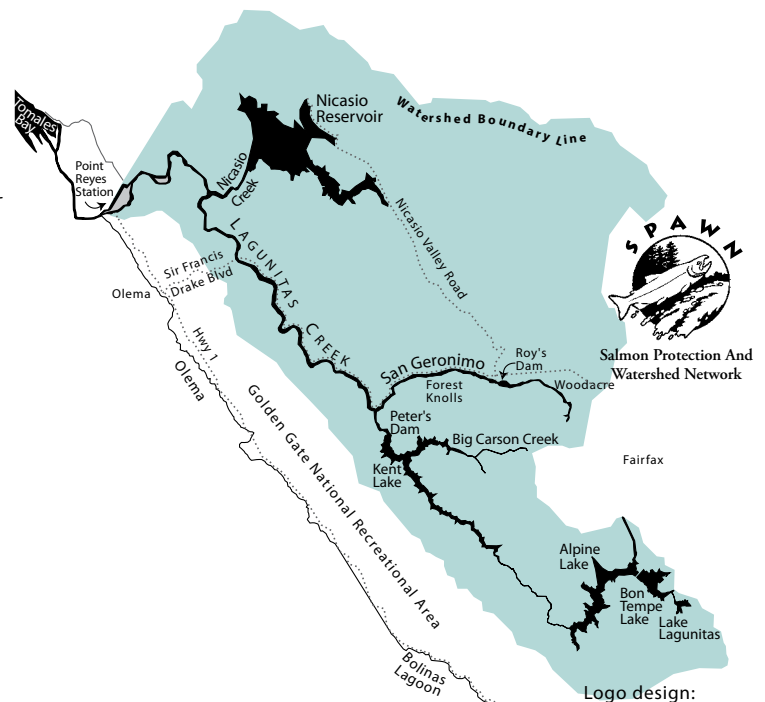 Tomales
Bay
Point
Reyes
Station
Nicasio
Reservoir
Watershed Boundary Line
Nicasio
Creek
Nicasio Valley Road
LAGUNITAS CREEK
Sir Francis
Drake Blvd
Olema
Hwy 1
Olema
Golden Gate National Recreational Area
SPAWN
Salmon Protection And
Watershed Network
San Geronimo
Roy's
Dam
Forest
Knolls
Woodacre
Peter's
Dam
Big Carson Creek
Kent
Lake
Fairfax
Alpine
Lake
Bon
Tempe
Lake
Lake
Lagunitas
Bolinas
Lagoon
Logo design: